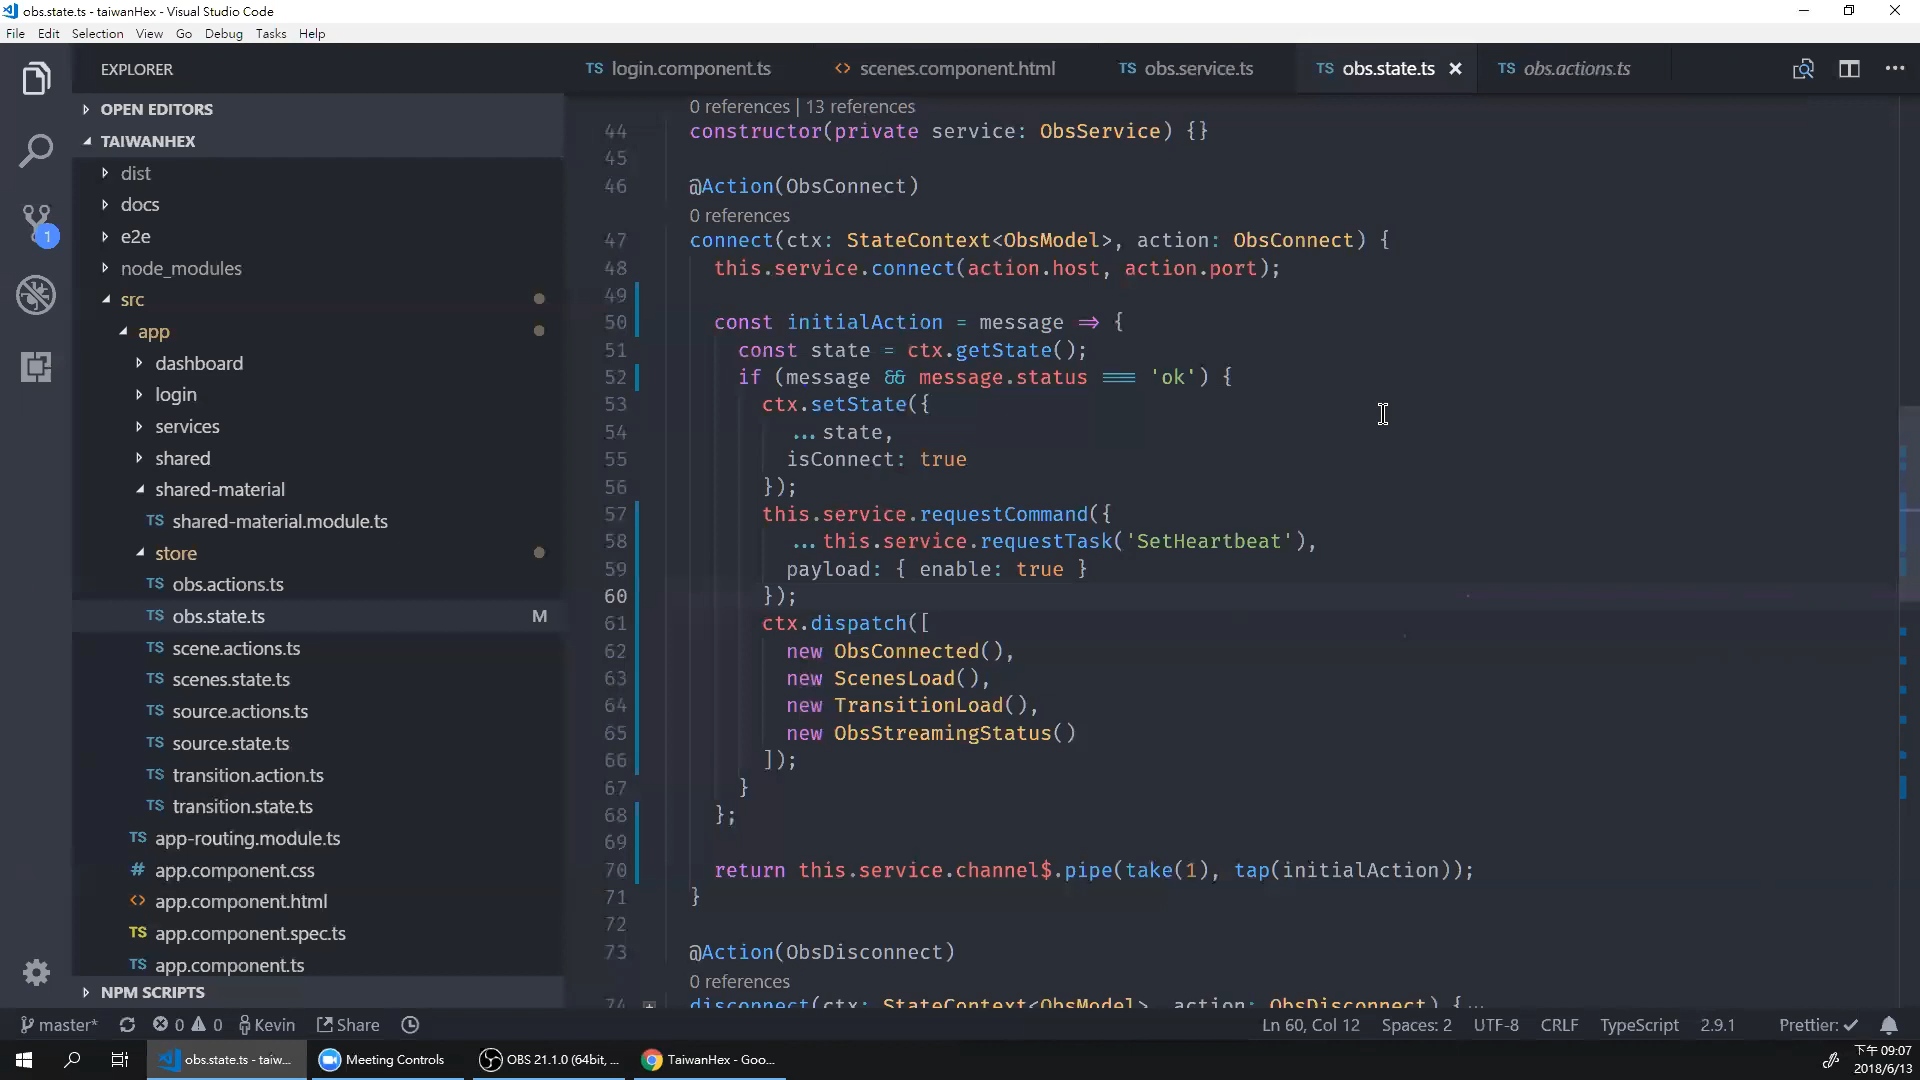 obs.state.ts - taiwanHex - Visual Studio Code
File Edit Selection View Go Debug Tasks Help
EXPLORER
OPEN EDITORS
TAIWANHEX
dist
docs
e2e
node_modules
src
app
dashboard
login
services
shared
shared-material
TS shared-material.module.ts
store
TS obs.actions.ts
TS obs.state.ts M
TS scene.actions.ts
TS scenes.state.ts
TS source.actions.ts
TS source.state.ts
TS transition.action.ts
TS transition.state.ts
TS app-routing.module.ts
# app.component.css
<> app.component.html
TS app.component.spec.ts
TS app.component.ts
NPM SCRIPTS
1
TS login.component.ts <> scenes.component.html TS obs.service.ts TS obs.state.ts × TS obs.actions.ts
0 references | 13 references
44 constructor(private service: ObsService) {}
45
46 @Action(ObsConnect)
0 references
47 connect(ctx: StateContext<ObsModel>, action: ObsConnect) {
48 this.service.connect(action.host, action.port);
49
50 const initialAction = message => {
51 const state = ctx.getState();
52 if (message && message.status === 'ok') {
53 ctx.setState({
54 ...state,
55 isConnect: true
56 });
57 this.service.requestCommand({
58 ...this.service.requestTask('SetHeartbeat'),
59 payload: { enable: true }
60 });
61 ctx.dispatch([
62 new ObsConnected(),
63 new ScenesLoad(),
64 new TransitionLoad(),
65 new ObsStreamingStatus()
66 ]);
67 }
68 };
69
70 return this.service.channel$.pipe(take(1), tap(initialAction));
71 }
72
73 @Action(ObsDisconnect)
0 references
74 disconnect(ctx: StateContext<ObsModel>, action: ObsDisconnect) {...
master* 0 0 Kevin Share Ln 60, Col 12 Spaces: 2 UTF-8 CRLF TypeScript 2.9.1 Prettier: ✓
obs.state.ts - taiw... Meeting Controls OBS 21.1.0 (64bit, ... TaiwanHex - Goo... 下午 09:07
2018/6/13